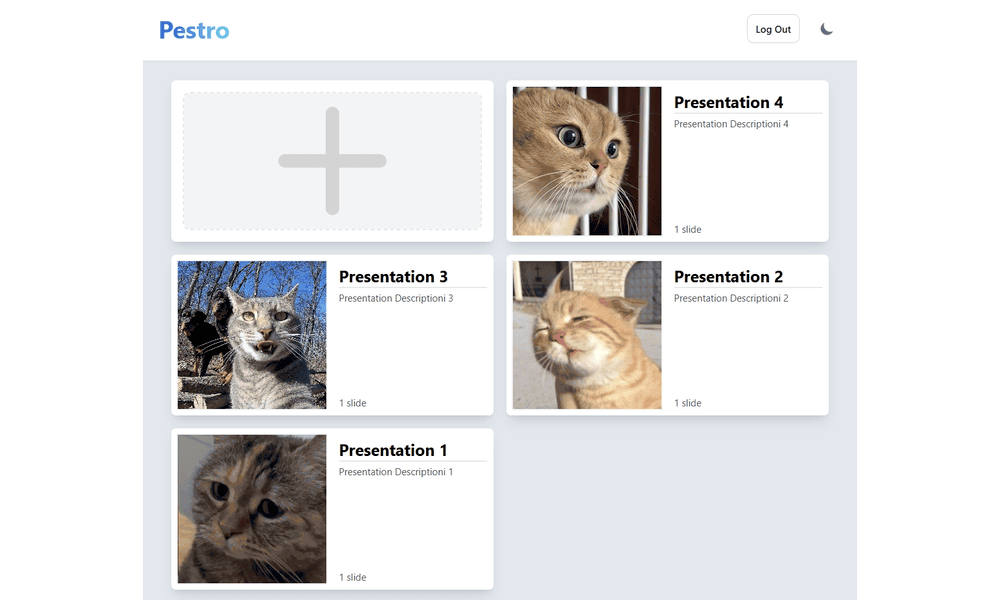 Pestro
Log Out
Presentation 4
Presentation Descriptioni 4
1 slide
Presentation 3
Presentation Descriptioni 3
1 slide
Presentation 2
Presentation Descriptioni 2
1 slide
Presentation 1
Presentation Descriptioni 1
1 slide